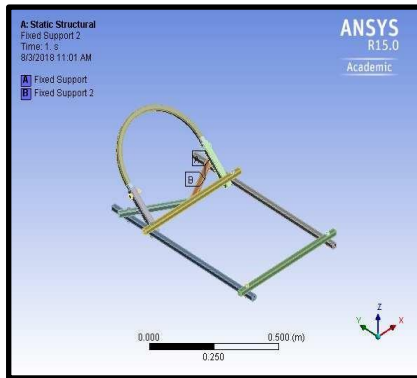 A: Static Structural
Fixed Support 2
Time: 1. s
8/3/2018 11:01 AM
A Fixed Support
B Fixed Support 2
ANSYS
R15.0
Academic
B
0.000
0.500 (m)
0.250
Z
Y
X